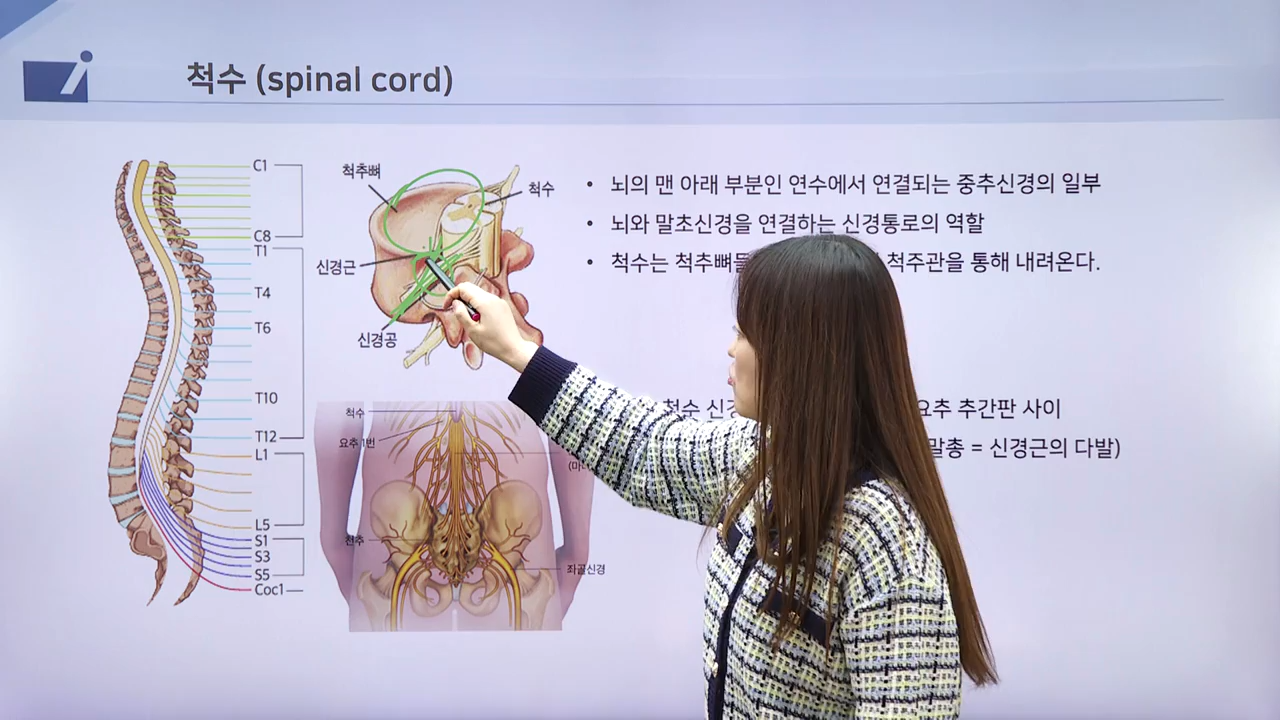 척수 (spinal cord)
C1
C8
T1
T4
T6
T10
T12
L1
L5
S1
S3
S5
Coc1
척추뼈
척수
신경근
신경공
척수
요추 1번
(마
천추
좌골신경
• 뇌의 맨 아래 부분인 연수에서 연결되는 중추신경의 일부
• 뇌와 말초신경을 연결하는 신경통로의 역할
• 척수는 척추뼈들 척주관을 통해 내려온다.
척수 신경 요추 추간판 사이
말총 = 신경근의 다발)